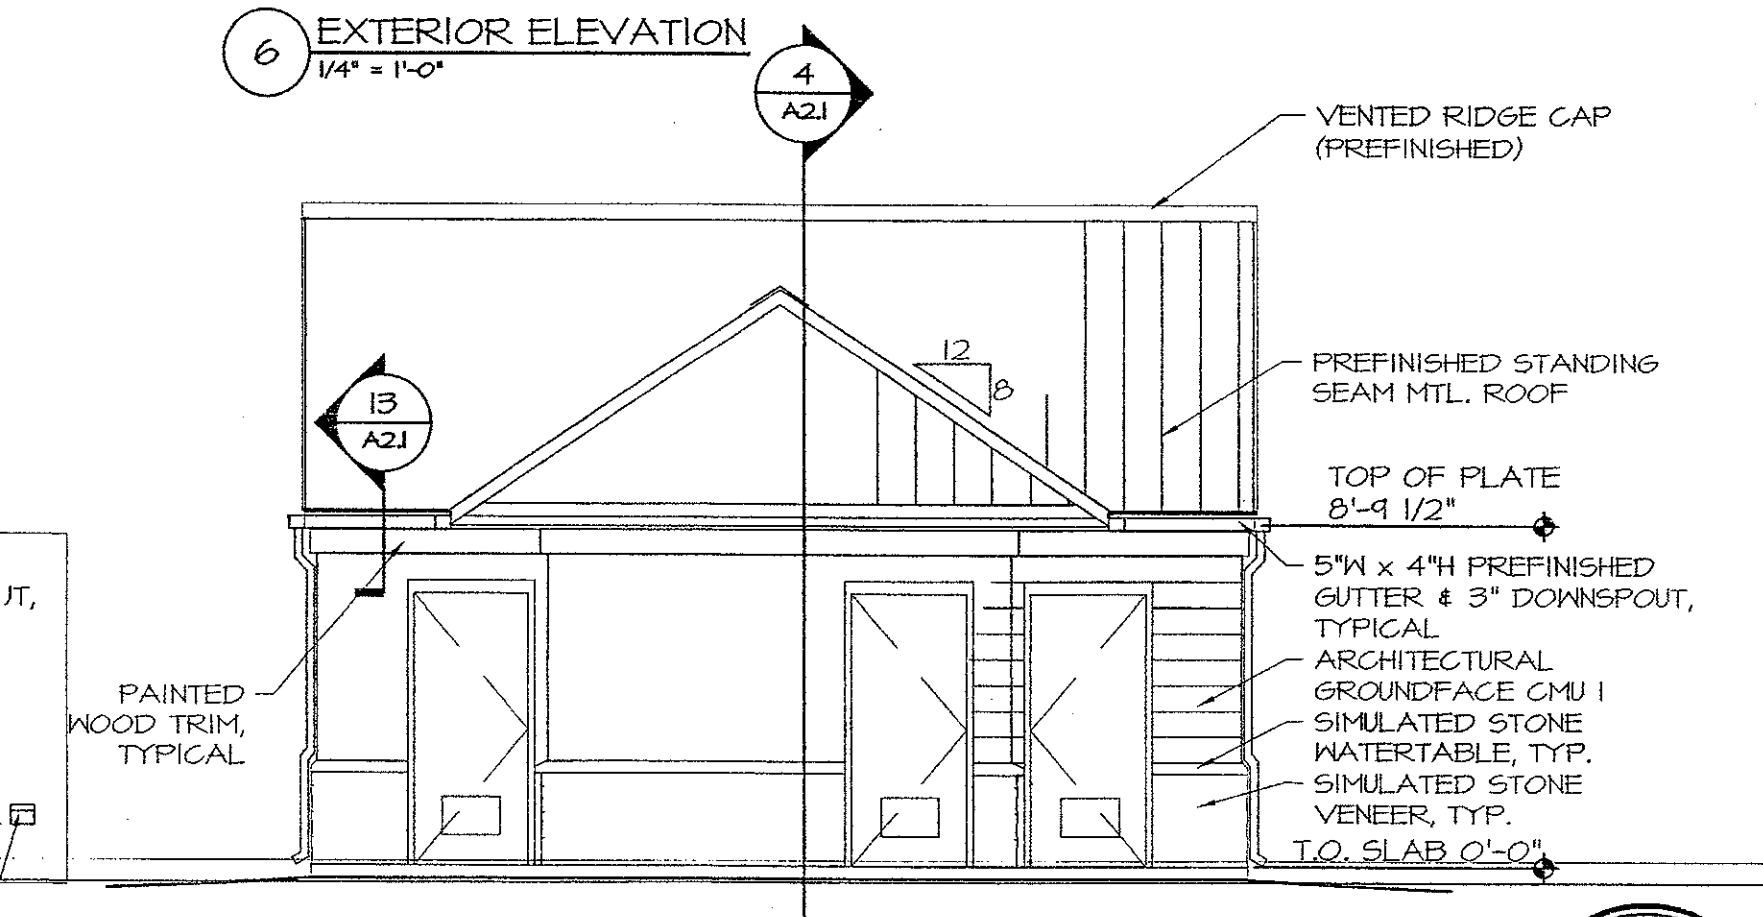 6
EXTERIOR ELEVATION
1/4" = 1'-0"
4
A2.1
VENTED RIDGE CAP
(PREFINISHED)
12
8
13
A2.1
PREFINISHED STANDING
SEAM MTL. ROOF
TOP OF PLATE
8'-9 1/2"
5"W x 4"H PREFINISHED
GUTTER & 3" DOWNSPOUT,
TYPICAL
ARCHITECTURAL
GROUNDFACE CMU 1
SIMULATED STONE
WATERTABLE, TYP.
SIMULATED STONE
VENEER, TYP.
T.O. SLAB 0'-0"
UT,
PAINTED
WOOD TRIM,
TYPICAL